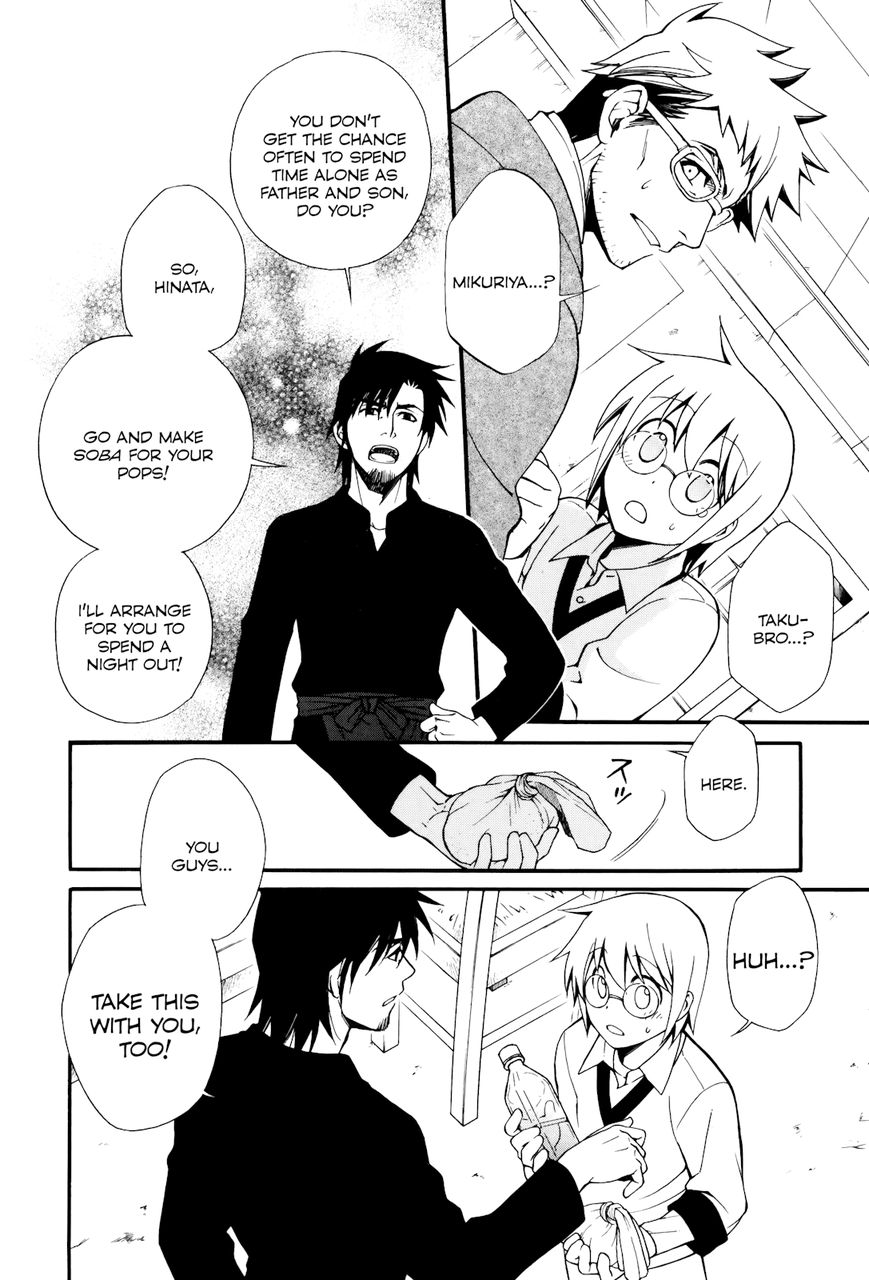 MIKURIYA...?
TAKU-
BRO...?
YOU DON'T
GET THE CHANCE
OFTEN TO SPEND
TIME ALONE AS
FATHER AND SON,
DO YOU?
SO,
HINATA,
GO AND MAKE
SOBA FOR YOUR
POPS!
I'LL ARRANGE
FOR YOU TO
SPEND A
NIGHT OUT!
HERE.
スッ
HUH...?
YOU
GUYS...
TAKE THIS
WITH YOU,
TOO!